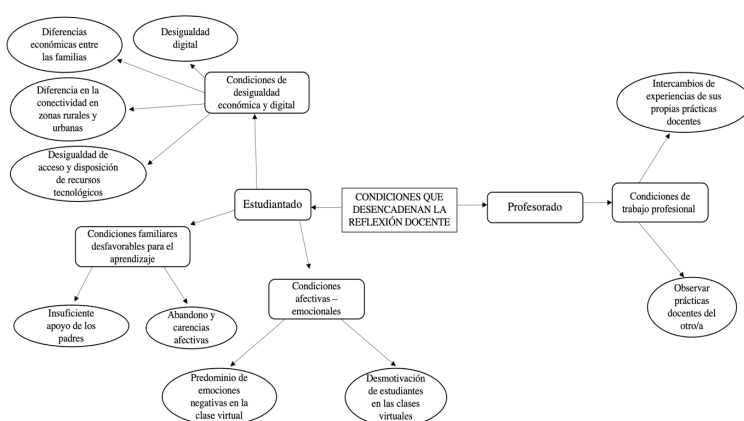 Diferencias
económicas entre
las familias
Desigualdad
digital
Condiciones de
desigualdad
económica y digital
Diferencia en la
conectividad en
zonas rurales y
urbanas
Desigualdad de
acceso y disposición
de recursos
tecnológicos
Intercambios de
experiencias de sus
propias prácticas
docentes
Estudiantado
CONDICIONES QUE
DESENCADENAN LA
REFLEXIÓN DOCENTE
Profesorado
Condiciones de
trabajo profesional
Condiciones familiares
desfavorables para el
aprendizaje
Condiciones
afectivas –
emocionales
Observar
prácticas
docentes del
otro/a
Insuficiente
apoyo de los
padres
Abandono y
carencias
afectivas
Predominio de
emociones
negativas en la
clase virtual
Desmotivación
de estudiantes
en las clases
virtuales